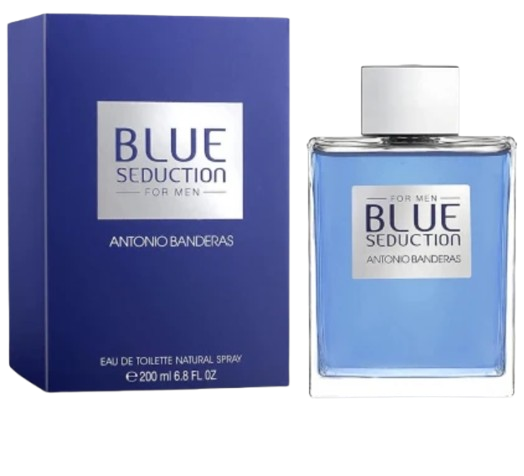 BLUE
SEDUCTION
FOR MEN
ANTONIO BANDERAS
EAU DE TOILETTE NATURAL SPRAY
℮ 200 ml 6.8 FL OZ
FOR MEN
BLUE
SEDUCTION
ANTONIO BANDERAS